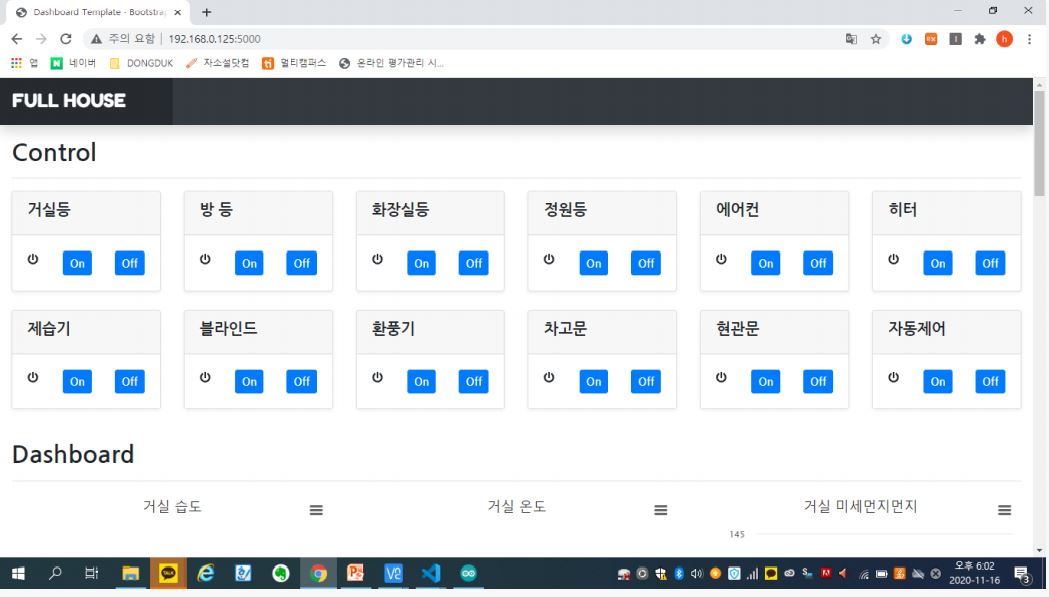 Dashboard Template - Bootstrap
주의 요함 192.168.0.125:5000
앱 네이버 DONGDUK 자소설닷컴 멀티캠퍼스 온라인 평가관리 시...
FULL HOUSE
Control
거실등 방 등 화장실등 정원등 에어컨 히터
On Off On Off On Off On Off On Off On Off
제습기 블라인드 환풍기 차고문 현관문 자동제어
On Off On Off On Off On Off On Off On Off
Dashboard
거실 습도 거실 온도 거실 미세먼지먼지
145
오후 6:02
2020-11-16
3